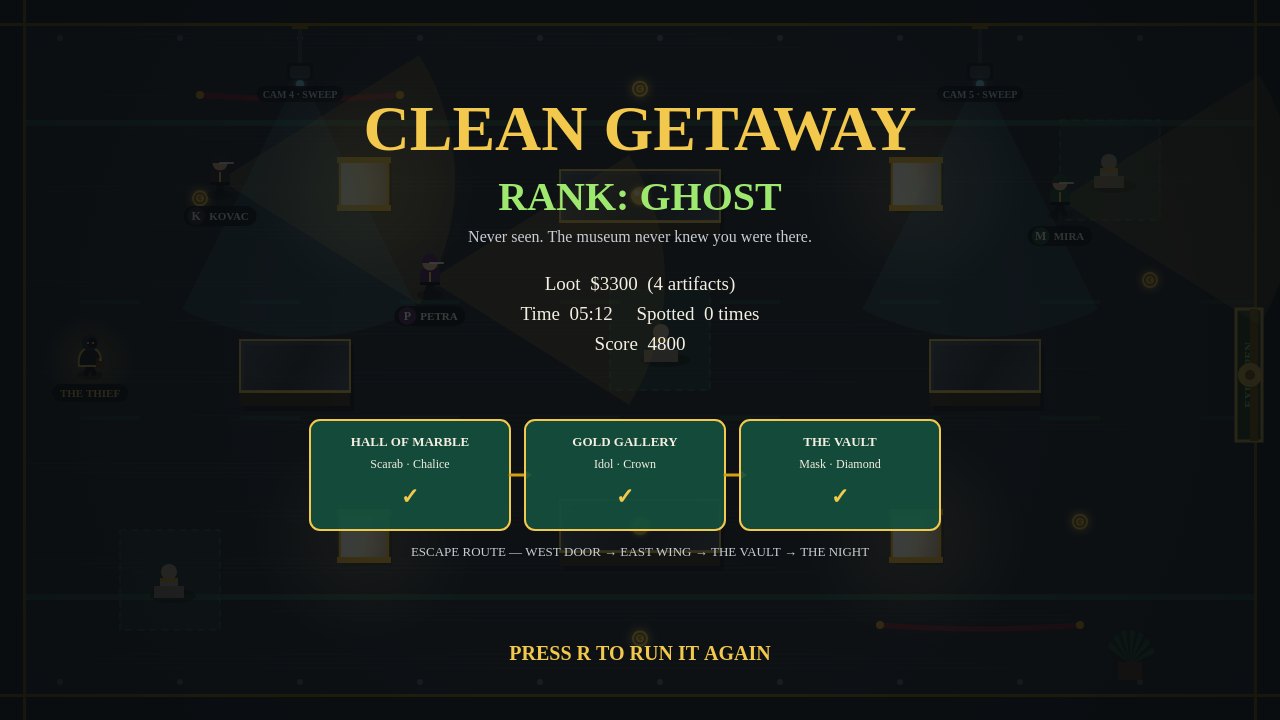 CAM 4 · SWEEP
CAM 5 · SWEEP
CLEAN GETAWAY
RANK: GHOST
K KOVAC
M MIRA
Never seen. The museum never knew you were there.
Loot $3300 (4 artifacts)
P PETRA
Time 05:12 Spotted 0 times
Score 4800
THE THIEF
HALL OF MARBLE
Scarab · Chalice
✓
GOLD GALLERY
Idol · Crown
✓
THE VAULT
Mask · Diamond
✓
ESCAPE ROUTE — WEST DOOR → EAST WING → THE VAULT → THE NIGHT
PRESS R TO RUN IT AGAIN